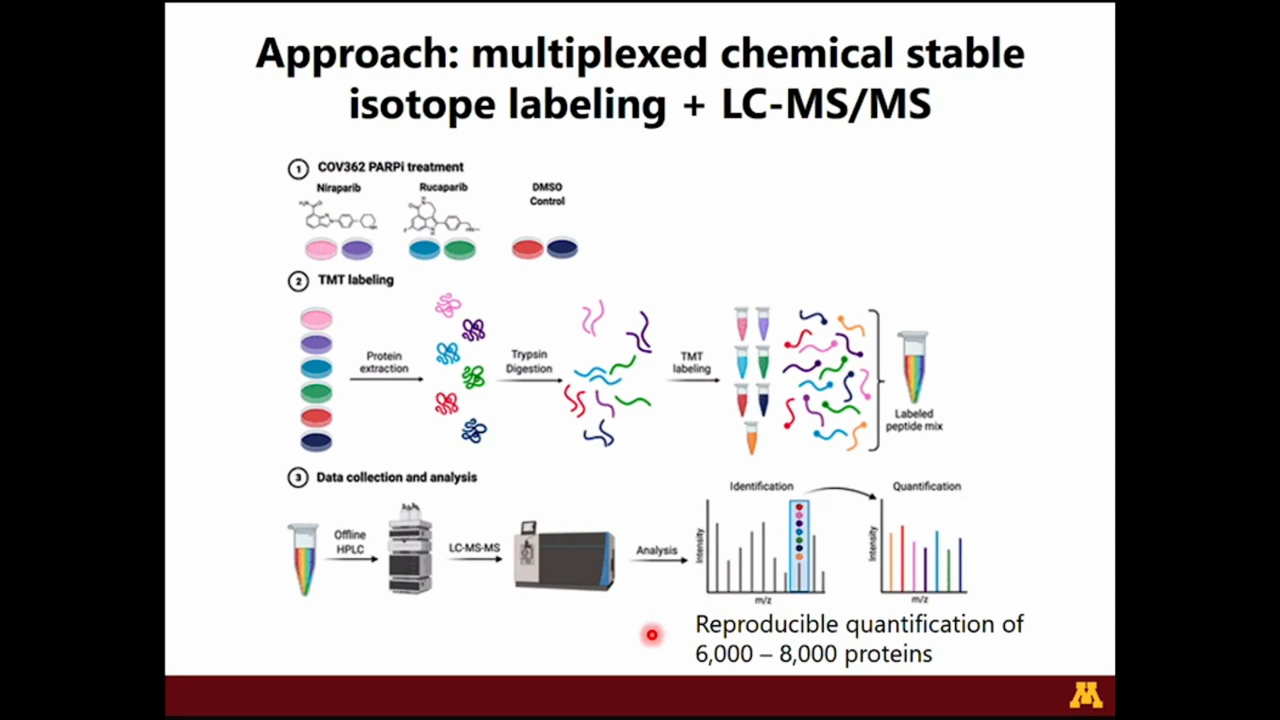 Approach: multiplexed chemical stable
isotope labeling + LC-MS/MS
1 COV362 PARPi treatment
Niraparib
Rucaparib
DMSO
Control
2 TMT labeling
Protein
extraction
Trypsin
Digestion
TMT
labeling
Labeled
peptide mix
3 Data collection and analysis
Offline
HPLC
LC-MS-MS
Analysis
Identification
Intensity
m/z
Quantification
Intensity
m/z
Reproducible quantification of
6,000 – 8,000 proteins
M